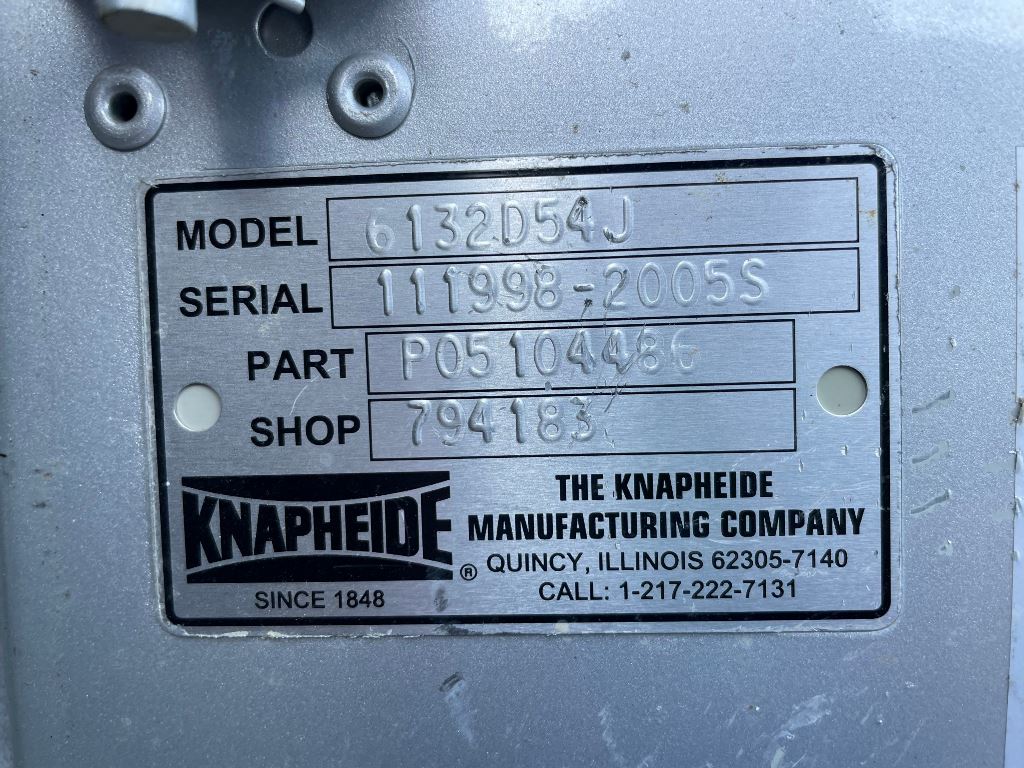 MODEL 6132D54J
SERIAL 111998-2005S
PART P05104486
SHOP 794183
KNAPHEIDE ®
SINCE 1848
THE KNAPHEIDE
MANUFACTURING COMPANY
QUINCY, ILLINOIS 62305-7140
CALL: 1-217-222-7131